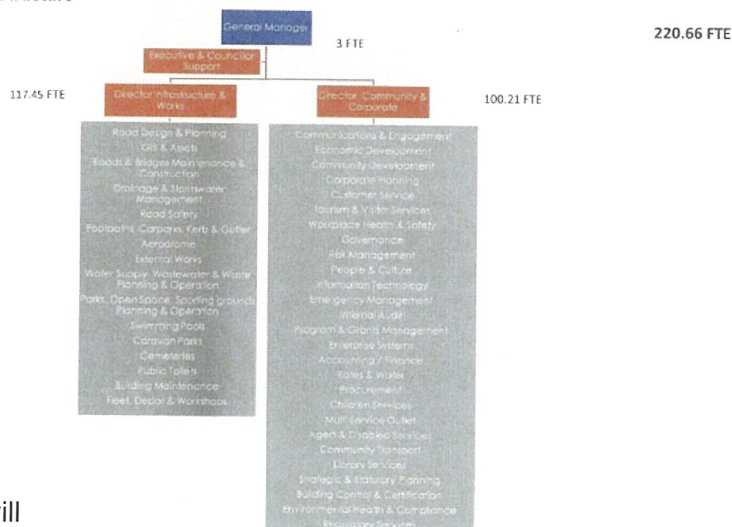 General Manager
3 FTE
220.66 FTE
Executive & Councillor
Support
117.45 FTE
Director Infrastructure &
Works
Director Community &
Corporate
100.21 FTE
Road Design & Planning
GIS & Assets
Roads & Bridges Maintenance &
Construction
Drainage & Stormwater
Management
Road Safety
Footpaths, Carparks, Kerb & Gutter
Aerodrome
External Works
Water Supply, Wastewater & Waste
Planning & Operation
Parks, Open Space, Sporting grounds
Planning & Operation
Swimming Pools
Caravan Parks
Cemeteries
Public Toilets
Building Maintenance
Fleet, Depot & Workshops
Communications & Engagement
Economic Development
Community Development
Corporate Planning
Customer Service
Tourism & Visitor Services
Workplace Health & Safety
Governance
Risk Management
People & Culture
Information Technology
Emergency Management
Internal Audit
Program & Grants Management
Enterprise Systems
Accounting / Finance
Rates & Water
Procurement
Children Services
Multi Service Outlet
Aged & Disabled Services
Community Transport
Library Services
Strategic & Statutory Planning
Building Control & Certification
Environmental Health & Compliance
Regulatory Services